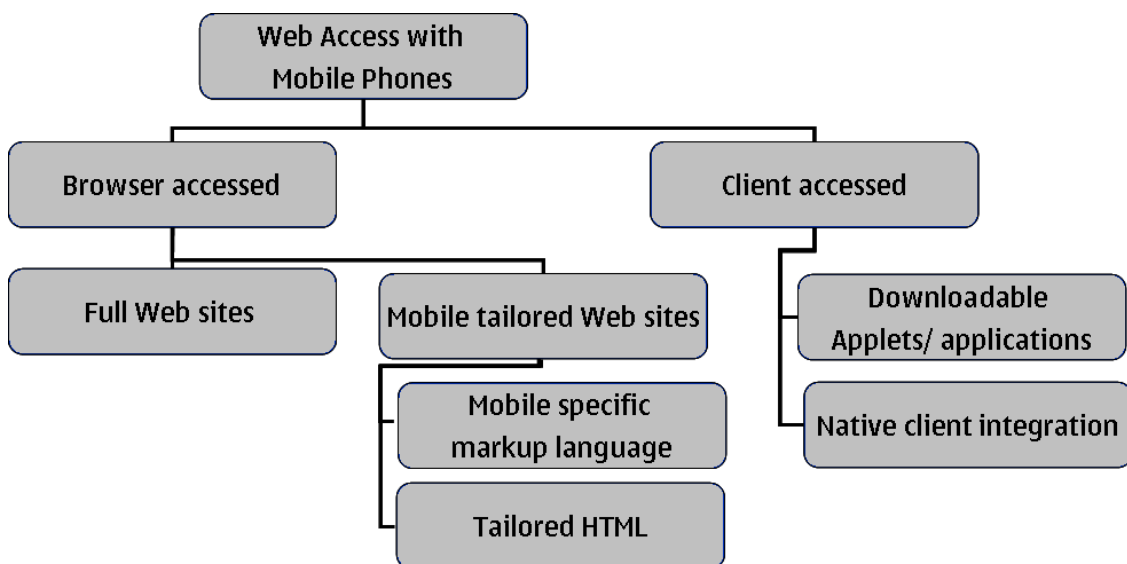 Web Access with
Mobile Phones
Browser accessed
Client accessed
Full Web sites
Mobile tailored Web sites
Downloadable
Applets/ applications
Mobile specific
markup language
Native client integration
Tailored HTML